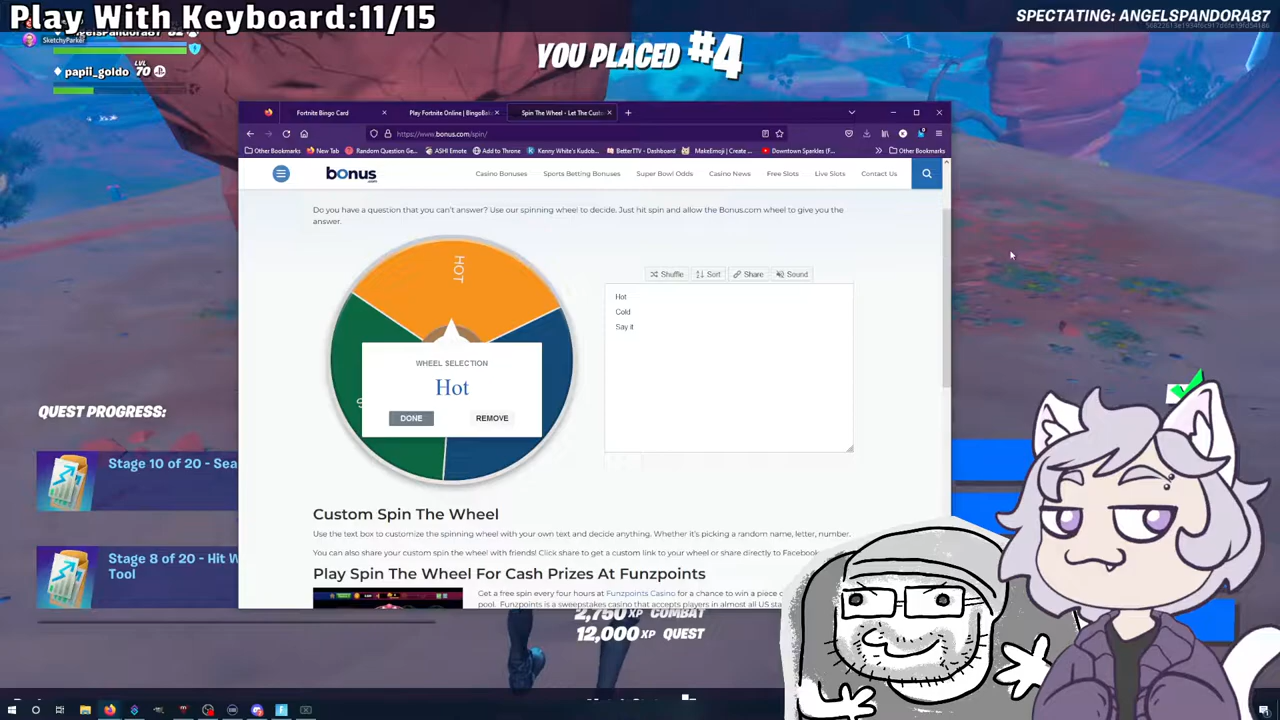 Play With Keyboard:11/15
SPECTATING: ANGELSPANDORA87
SketchyParker
papii_goldo LVL 70
YOU PLACED #4
Fortnite Bingo Card
Play Fortnite Online | BingoBa
Spin The Wheel - Let The Custo
https://www.bonus.com/spin/
Other Bookmarks
New Tab
Random Question Ge...
ASHI Emote
Add to Throne
Kenny White's Kudob...
BetterTTV - Dashboard
MakeEmoji | Create ...
Downtown Sparkles (F...
Other Bookmarks
bonus
.com
Casino Bonuses
Sports Betting Bonuses
Super Bowl Odds
Casino News
Free Slots
Live Slots
Contact Us
Do you have a question that you can't answer? Use our spinning wheel to decide. Just hit spin and allow the Bonus.com wheel to give you the
answer.
HOT
Shuffle
Sort
Share
Sound
Hot
Cold
Say it
WHEEL SELECTION
Hot
DONE
REMOVE
QUEST PROGRESS:
Stage 10 of 20 - Sea
Stage 8 of 20 - Hit W
Tool
Custom Spin The Wheel
Use the text box to customize the spinning wheel with your own text and decide anything. Whether it's picking a random name, letter, number.
You can also share your custom spin the wheel with friends! Click share to get a custom link to your wheel or share directly to Facebook
Play Spin The Wheel For Cash Prizes At Funzpoints
Get a free spin every four hours at Funzpoints Casino for a chance to win a piece o
pool. Funzpoints is a sweepstakes casino that accepts players in almost all US sta
2,750 XP COMBAT
12,000 XP QUEST